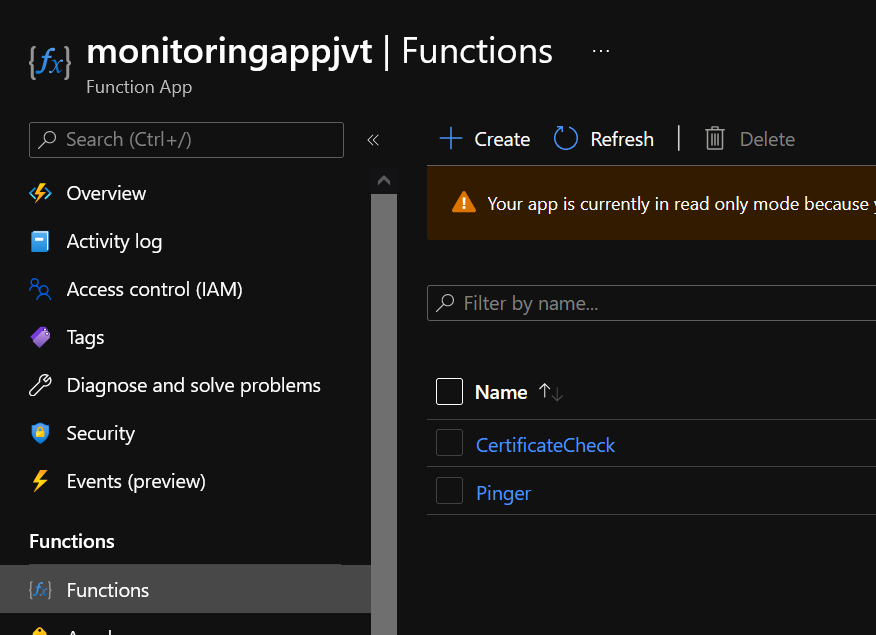 monitoringappjvt | Functions ...
Function App
Search (Ctrl+/)
«
Create
Refresh
Delete
Overview
Activity log
Access control (IAM)
Tags
Diagnose and solve problems
Security
Events (preview)
Functions
Functions
Your app is currently in read only mode because
Filter by name...
Name
CertificateCheck
Pinger